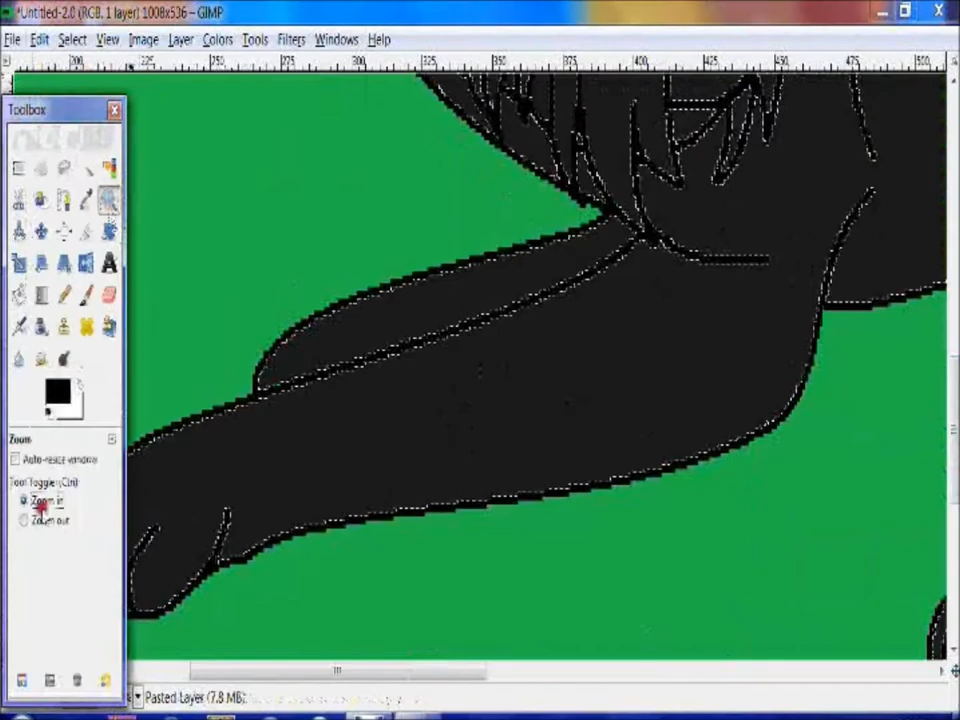 *Untitled-2.0 (RGB, 1 layer) 1008x536 – GIMP
File Edit Select View Image Layer Colors Tools Filters Windows Help
200 225 250 275 300 325 350 375 400 425 450 475 500
Toolbox
Zoom
Auto-resize window
Tool Toggle (Ctrl)
Zoom in
Zoom out
Pasted Layer (7.8 MB)